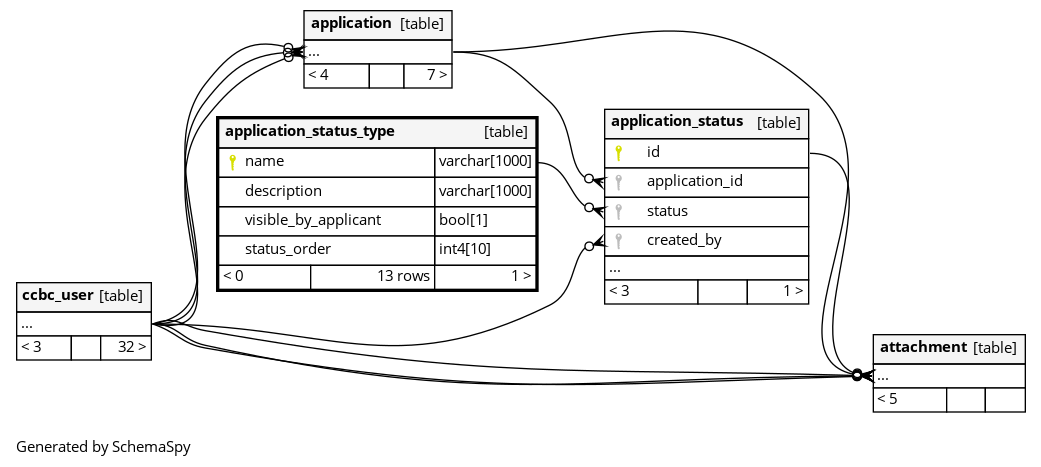 application [table]
...
< 4 7 >
application_status_type [table]
name varchar[1000]
description varchar[1000]
visible_by_applicant bool[1]
status_order int4[10]
< 0 13 rows 1 >
application_status [table]
id
application_id
status
created_by
...
< 3 1 >
ccbc_user [table]
...
< 3 32 >
attachment [table]
...
< 5
Generated by SchemaSpy